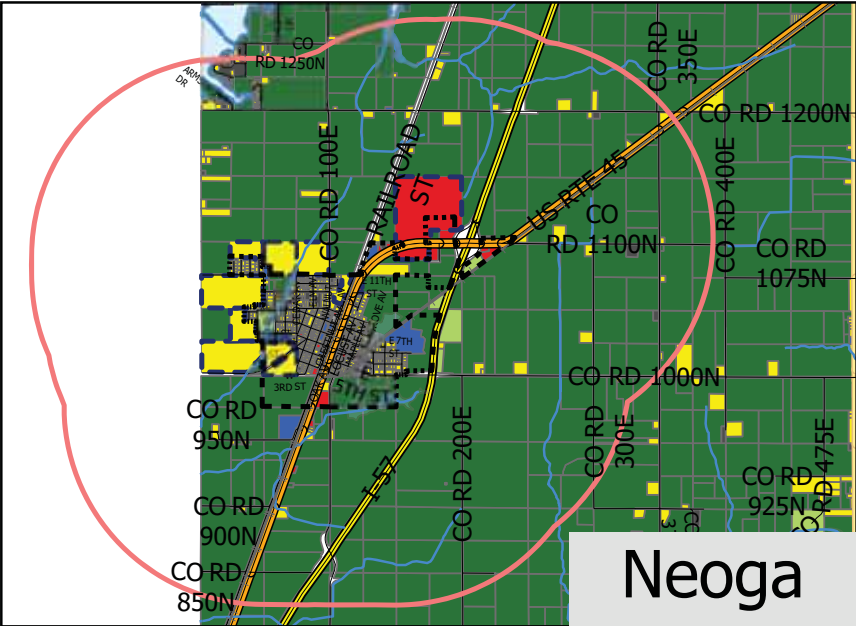 CO
RD 1250N
ARMS
DR
CO RD
350E
CO RD 1200N
CO RD 100E
RAILROAD
ST
US RTE 45
CO RD 400E
CO
RD 1100N
CO RD
1075N
E 11TH
ST
E 7TH
ST
3RD ST
5TH ST
CO RD 1000N
CO RD
950N
CO RD 200E
CO RD
300E
I-57
CO RD
925N
CO RD 475E
CO RD
900N
CO RD
850N
Neoga